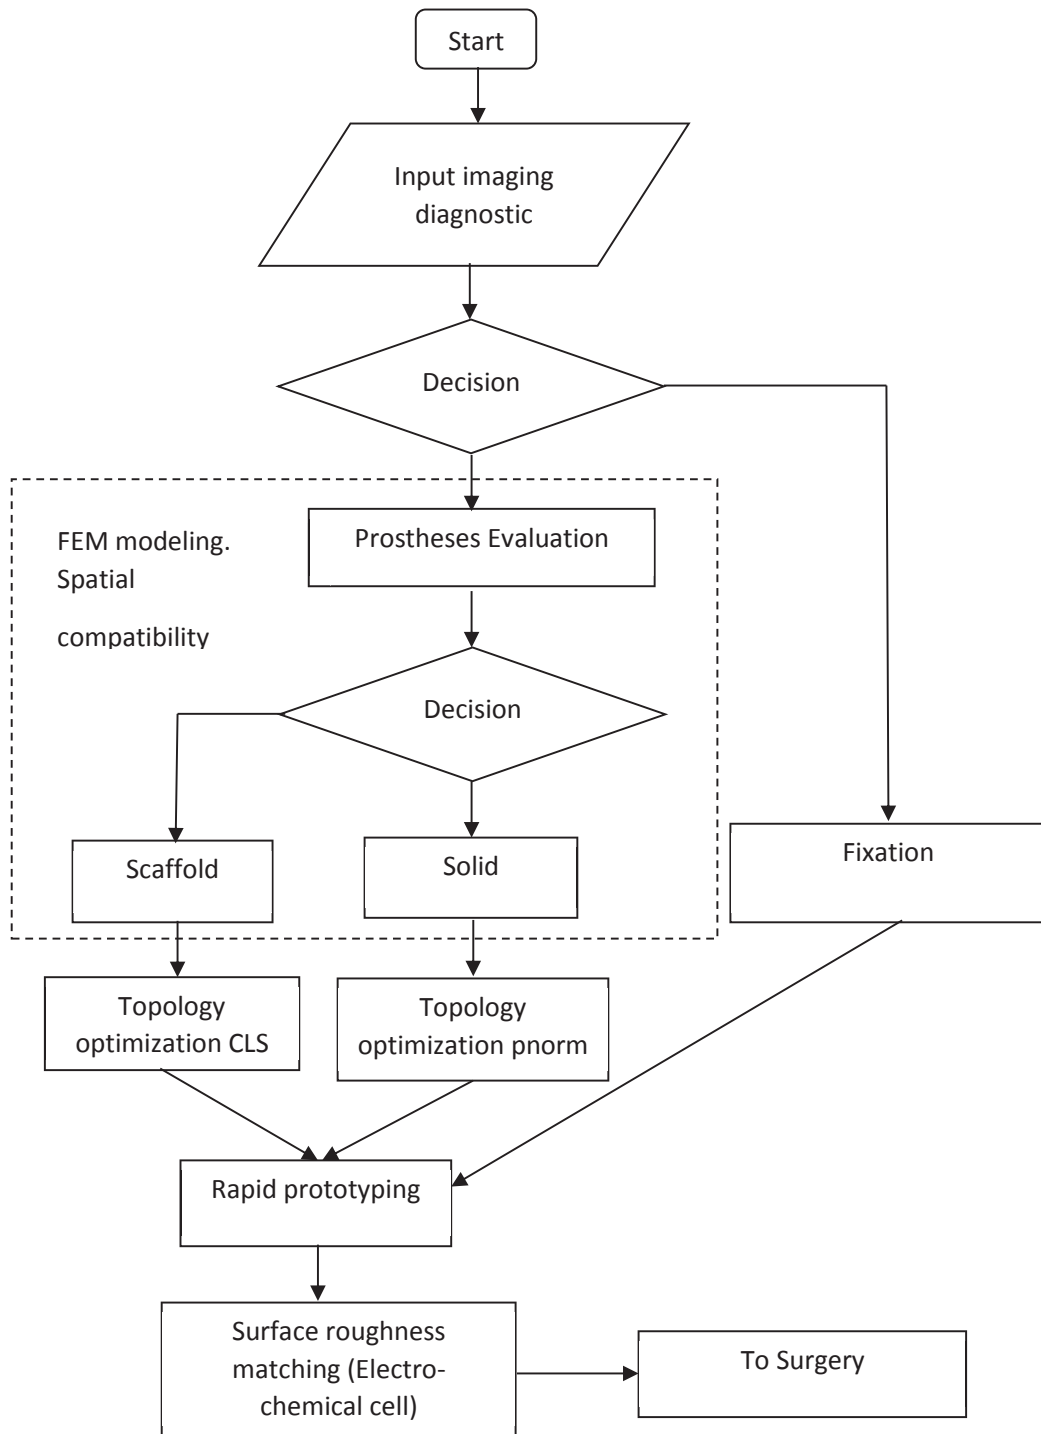 Start
Input imaging
diagnostic
Decision
FEM modeling.
Spatial
compatibility
Prostheses Evaluation
Decision
Scaffold
Solid
Fixation
Topology
optimization CLS
Topology
optimization pnorm
Rapid prototyping
Surface roughness
matching (Electro-
chemical cell)
To Surgery